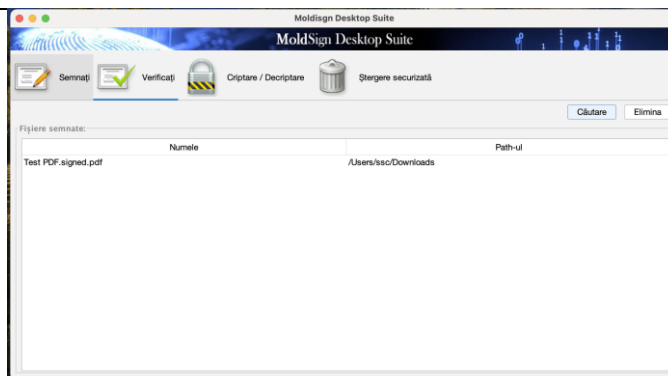 Moldisgn Desktop Suite
MoldSign Desktop Suite
Semnați Verificați Criptare / Decriptare Ștergere securizată
Căutare Elimina
Fișiere semnate:
Numele Path-ul
Test PDF.signed.pdf /Users/ssc/Downloads